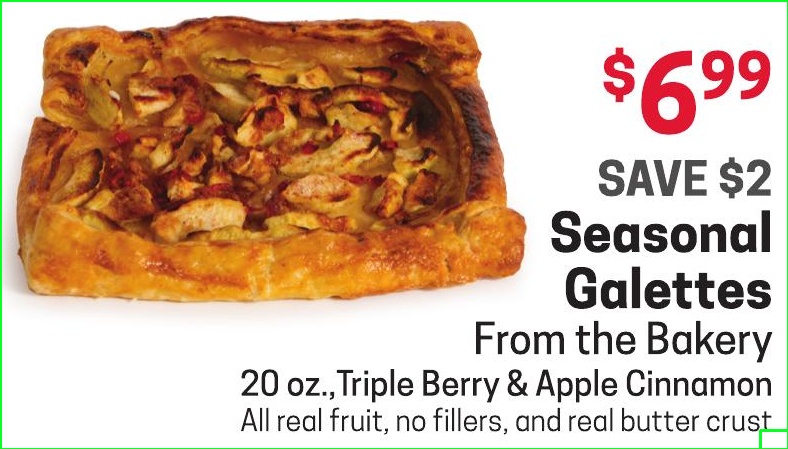 $6.99
SAVE $2
Seasonal
Galettes
From the Bakery
20 oz.,Triple Berry & Apple Cinnamon
All real fruit, no fillers, and real butter crust